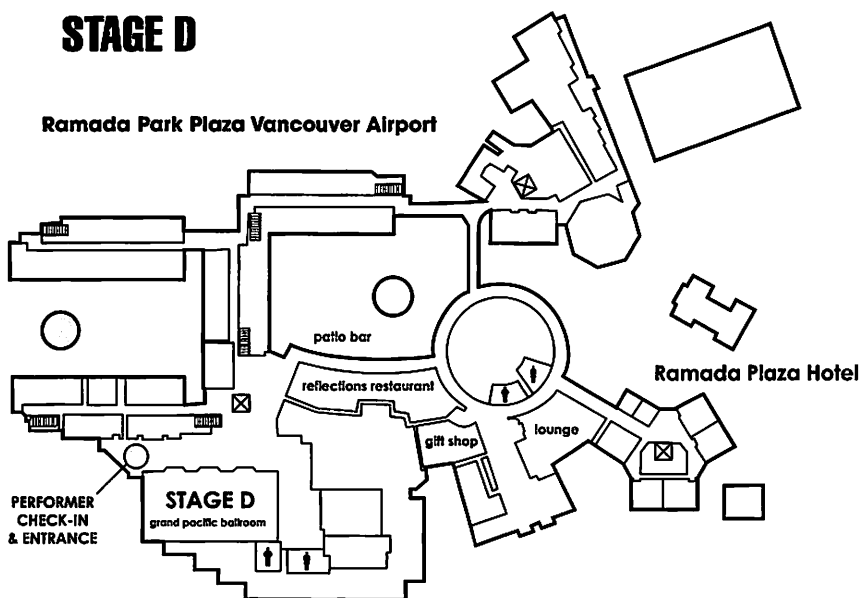 STAGE D
Ramada Park Plaza Vancouver Airport
patio bar
reflections restaurant
Ramada Plaza Hotel
gift shop
lounge
PERFORMER
CHECK-IN
& ENTRANCE
STAGE D
grand pacific ballroom